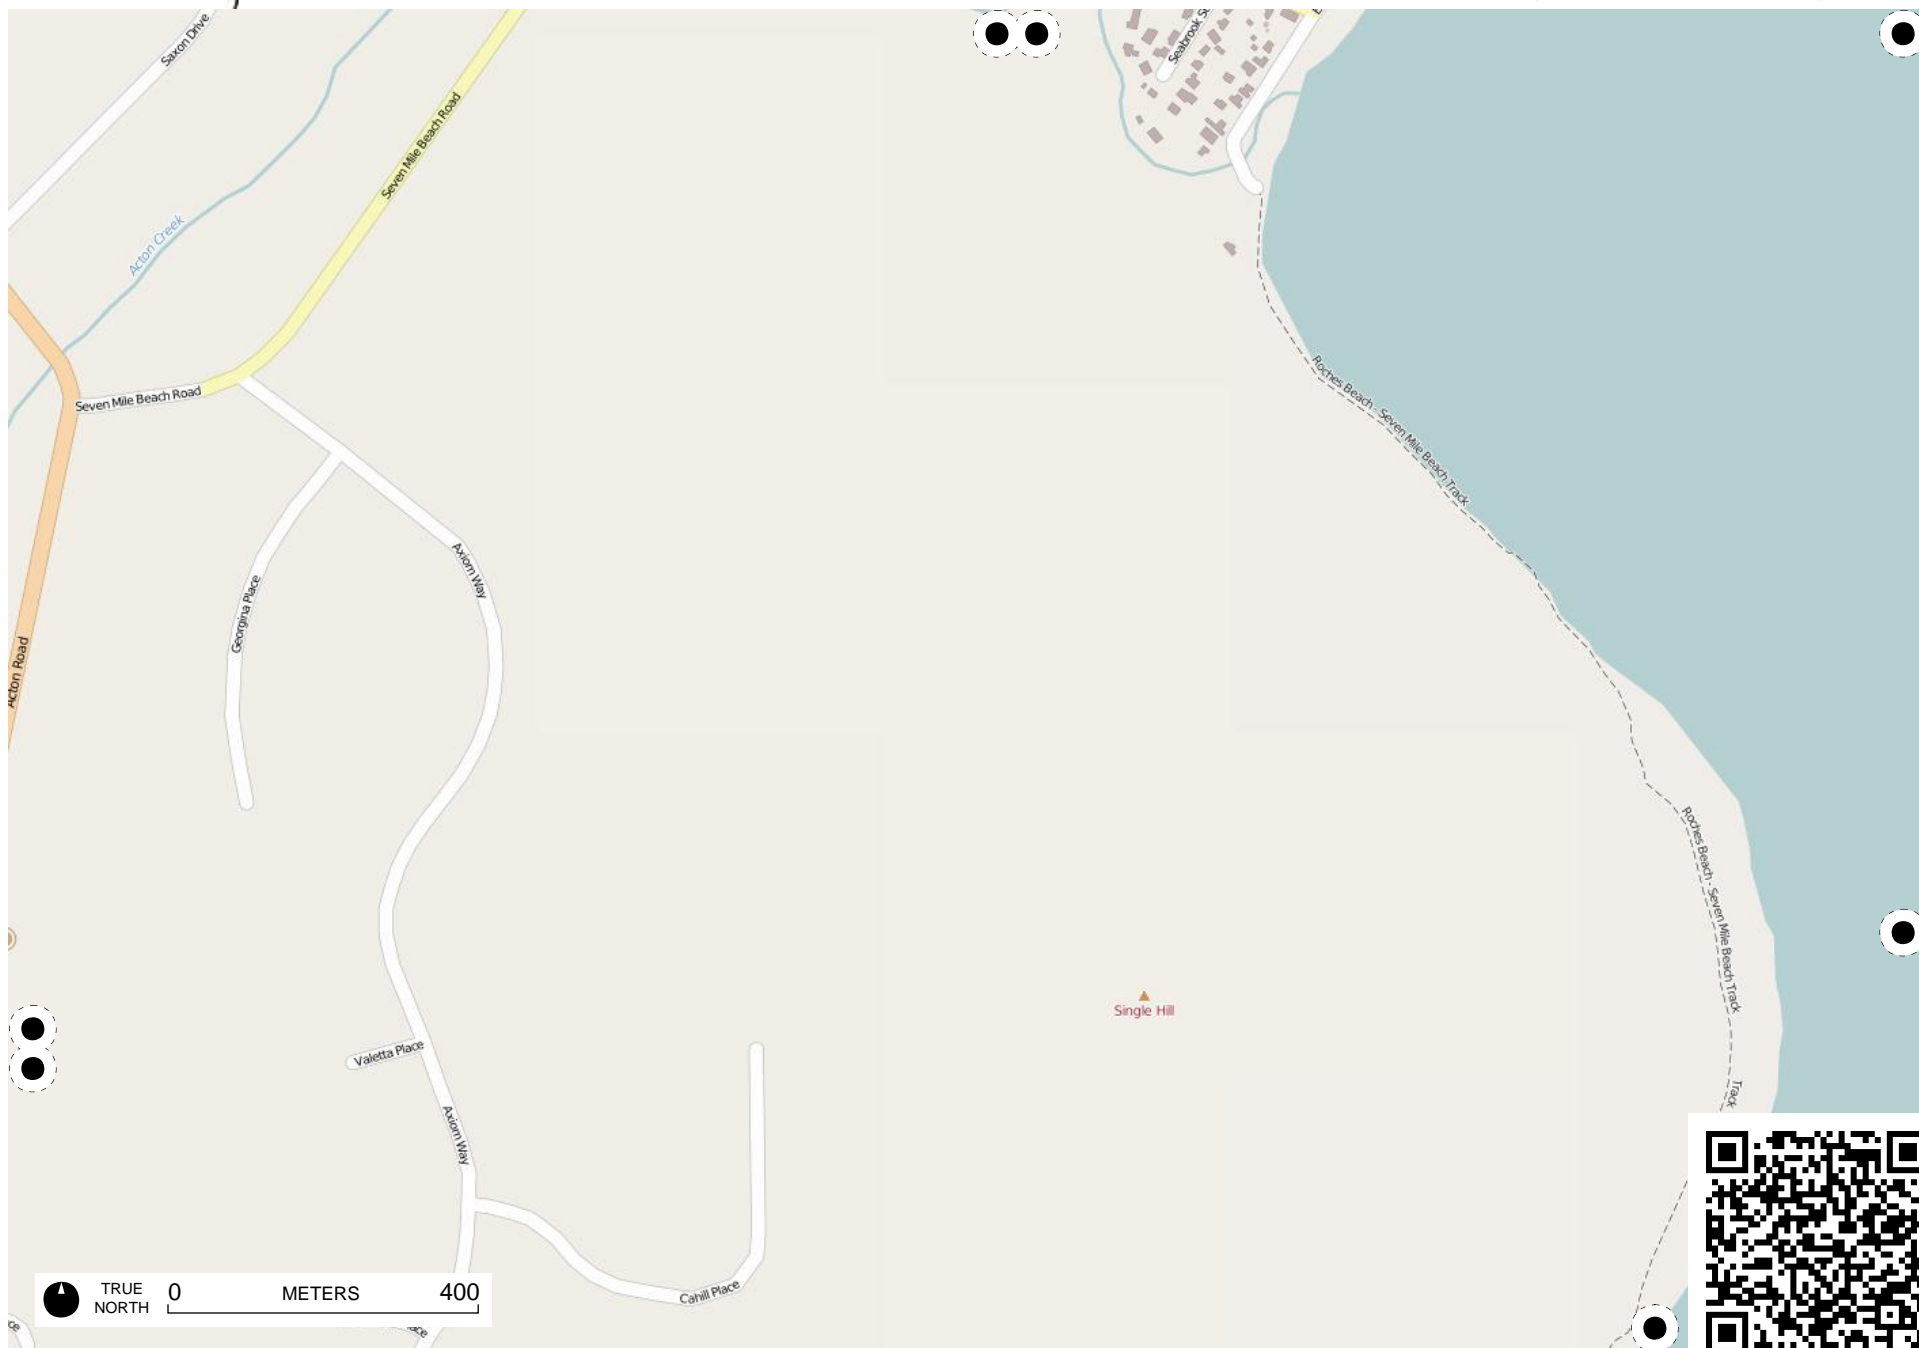 Saxon Drive
Seven Mile Beach Road
Acton Creek
Seven Mile Beach Road
Roches Beach - Seven Mile Beach Track
Axiom Way
Georgina Place
Acton Road
Roches Beach - Seven Mile Beach Track
Single Hill
Valetta Place
Track
Axiom Way
Cahill Place
TRUE
NORTH
0 METERS 400